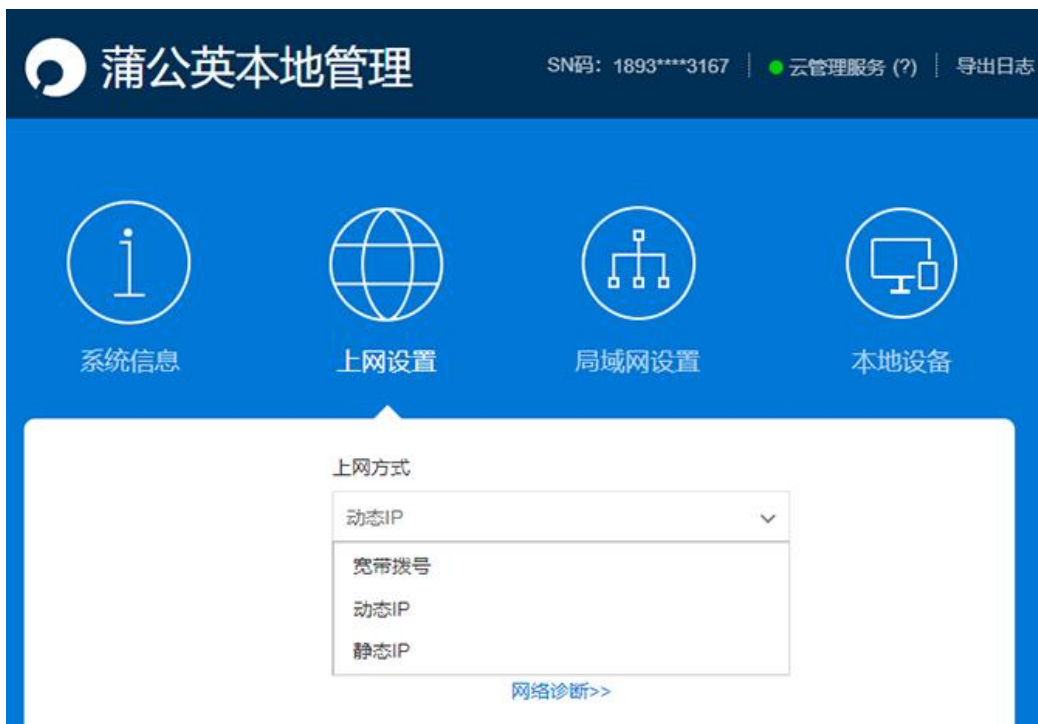 蒲公英本地管理
SN码：1893****3167 | 云管理服务 (?) | 导出日志
系统信息 上网设置 局域网设置 本地设备
上网方式
动态IP
宽带拨号
动态IP
静态IP
网络诊断>>